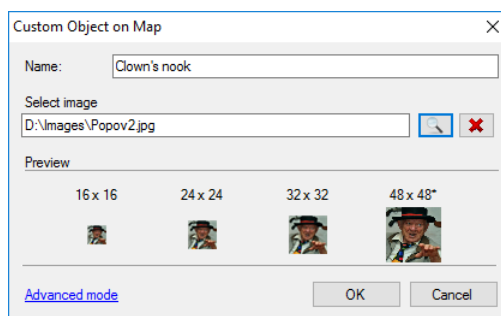 Custom Object on Map
Name: Clown's nook
Select image
D:\Images\Popov2.jpg
Preview
16 x 16 24 x 24 32 x 32 48 x 48*
Advanced mode OK Cancel